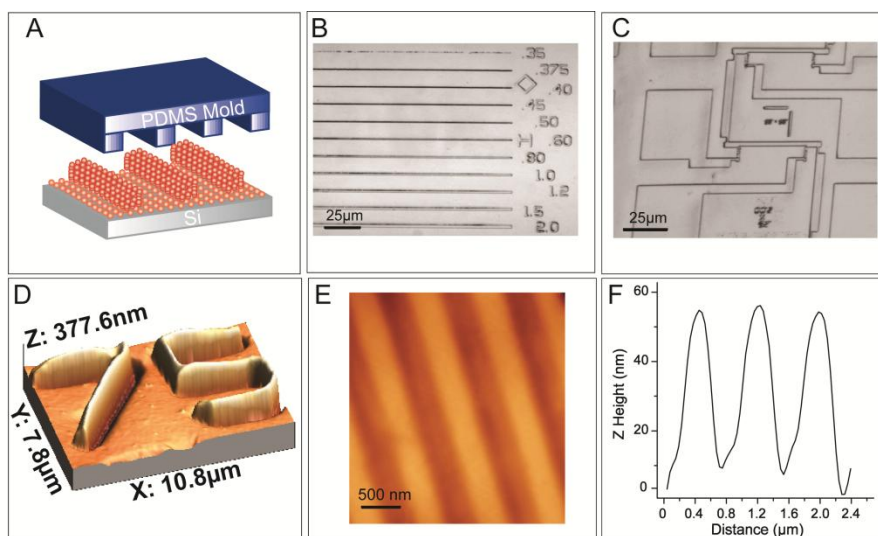 A
PDMS Mold
Si
B
.35
.375
.40
.45
.50
.60
.80
1.0
1.2
1.5
2.0
25μm
C
25μm
D
Z: 377.6nm
Y: 7.8μm
X: 10.8μm
E
500 nm
F
Z Height (nm)
60
40
20
0
0.0
0.4
0.8
1.2
1.6
2.0
2.4
Distance (μm)